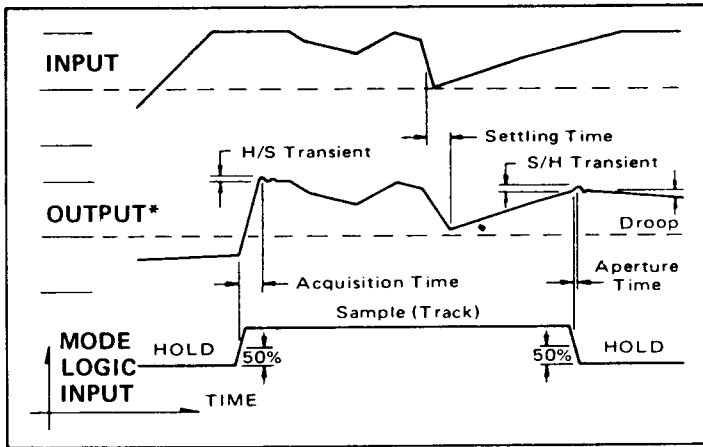 INPUT
Settling Time
H/S Transient
S/H Transient
OUTPUT*
Droop
Acquisition Time
Aperture
Time
Sample (Track)
MODE
LOGIC
INPUT
HOLD
50%
50%
HOLD
TIME